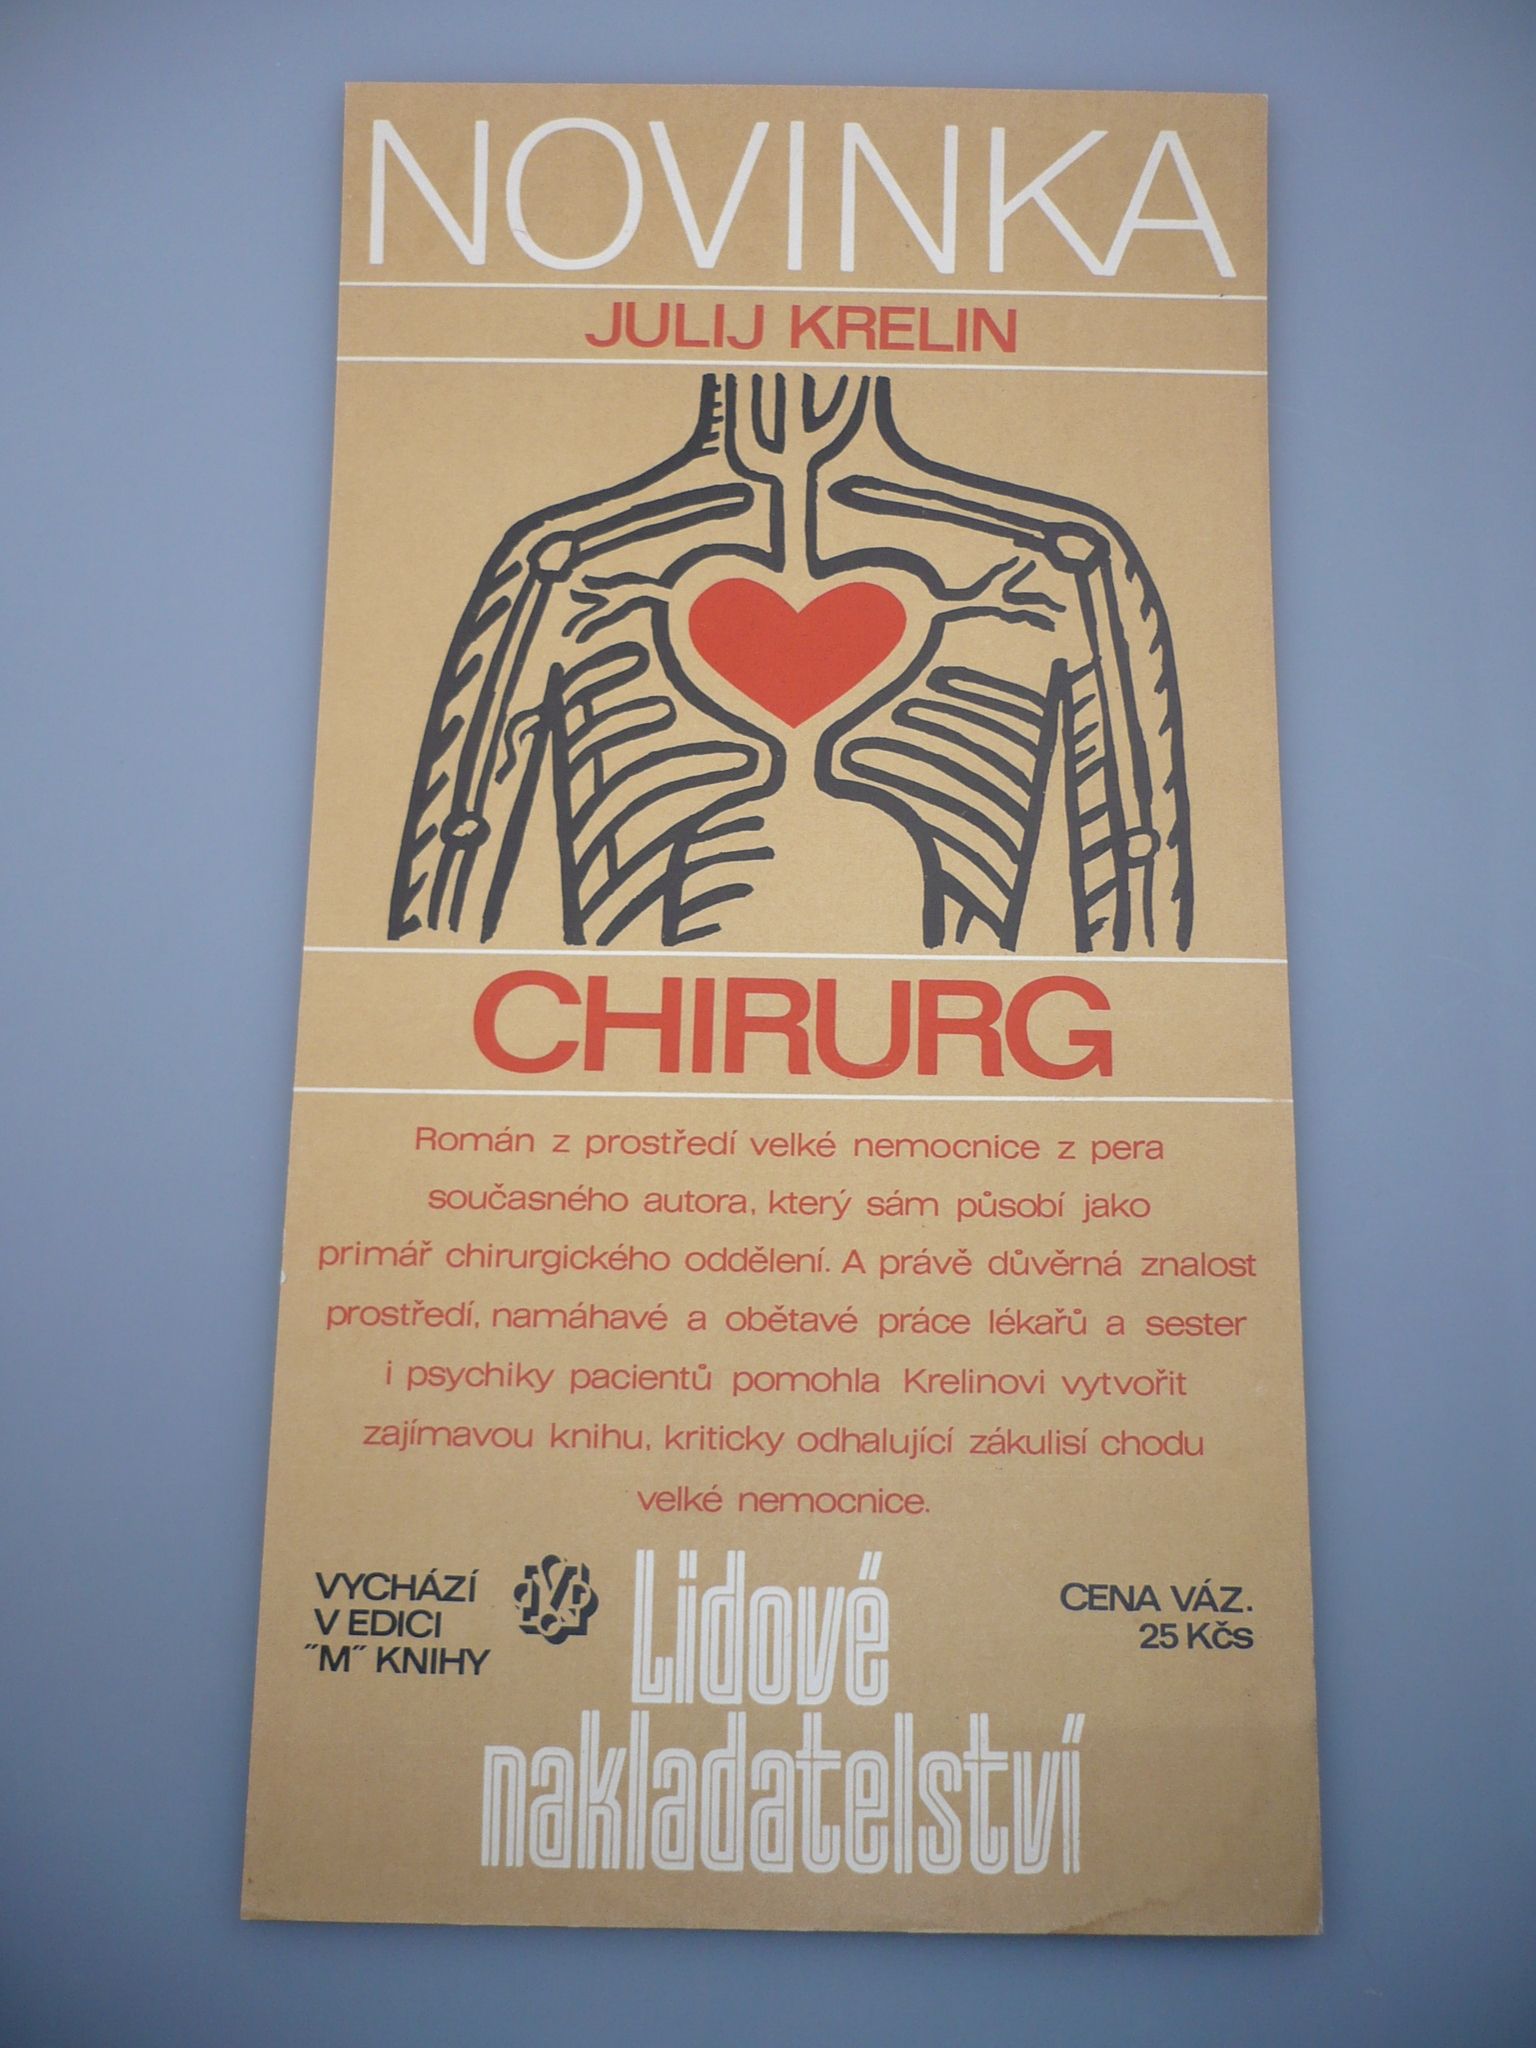 NOVINKA
JULIJ KRELIN
CHIRURG
Román z prostředí velké nemocnice z pera
současného autora, který sám působí jako
primář chirurgického oddělení. A právě důvěrná znalost
prostředí, namáhavé a obětavé práce lékařů a sester
i psychiky pacientů pomohla Krelinovi vytvořit
zajímavou knihu, kriticky odhalující zákulisí chodu
velké nemocnice.
VYCHÁZÍ
V EDICI
"M" KNIHY
Lidové
nakladatelství
CENA VÁZ.
25 Kčs